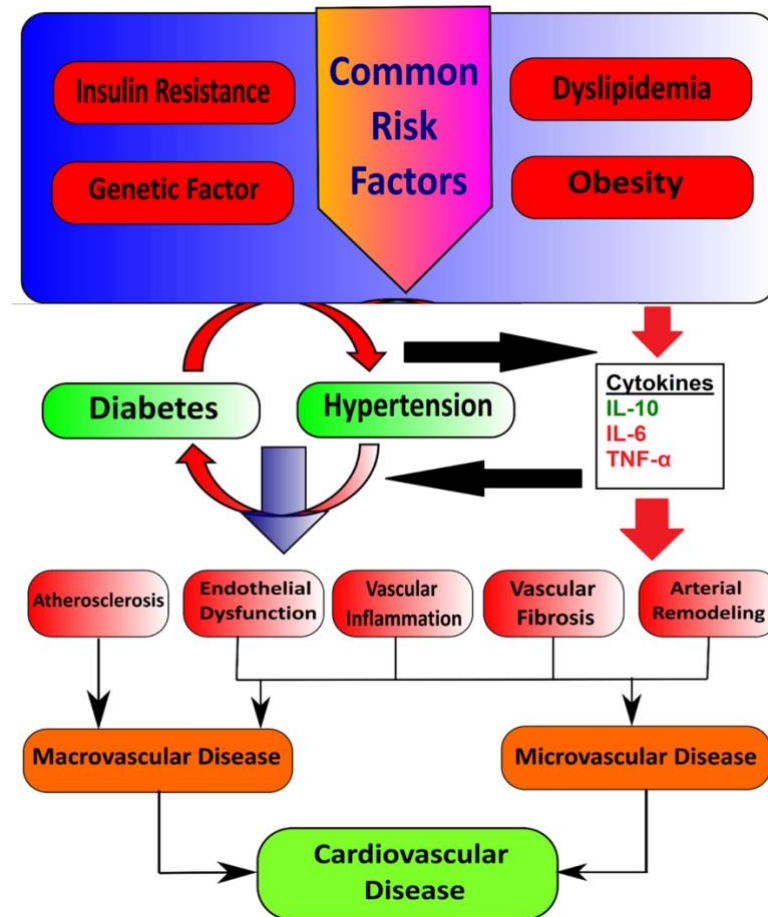 Common
Risk
Factors
Insulin Resistance
Genetic Factor
Dyslipidemia
Obesity
Diabetes
Hypertension
Cytokines
IL-10
IL-6
TNF-α
Atherosclerosis
Endothelial
Dysfunction
Vascular
Inflammation
Vascular
Fibrosis
Arterial
Remodeling
Macrovascular Disease
Microvascular Disease
Cardiovascular
Disease